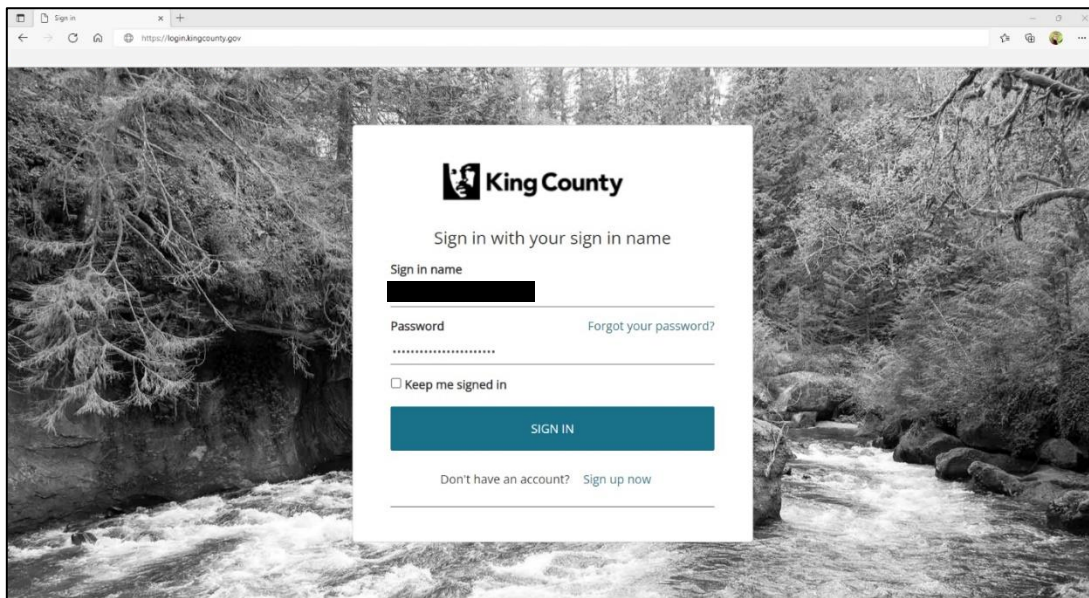 Sign in
https://login.kingcounty.gov
King County
Sign in with your sign in name
Sign in name
Password Forgot your password?
•••••••••••••••••••••••
Keep me signed in
SIGN IN
Don't have an account? Sign up now